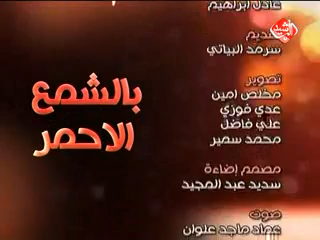 عادل ابراهيم
تقديم
سرمد البياتي
تصوير
مخلص امين
عدي فوزي
علي فاضل
محمد سمير
مصمم إضاءة
سديد عبد المجيد
صوت
عماد ماجد علوان
بالشمع
الاحمر